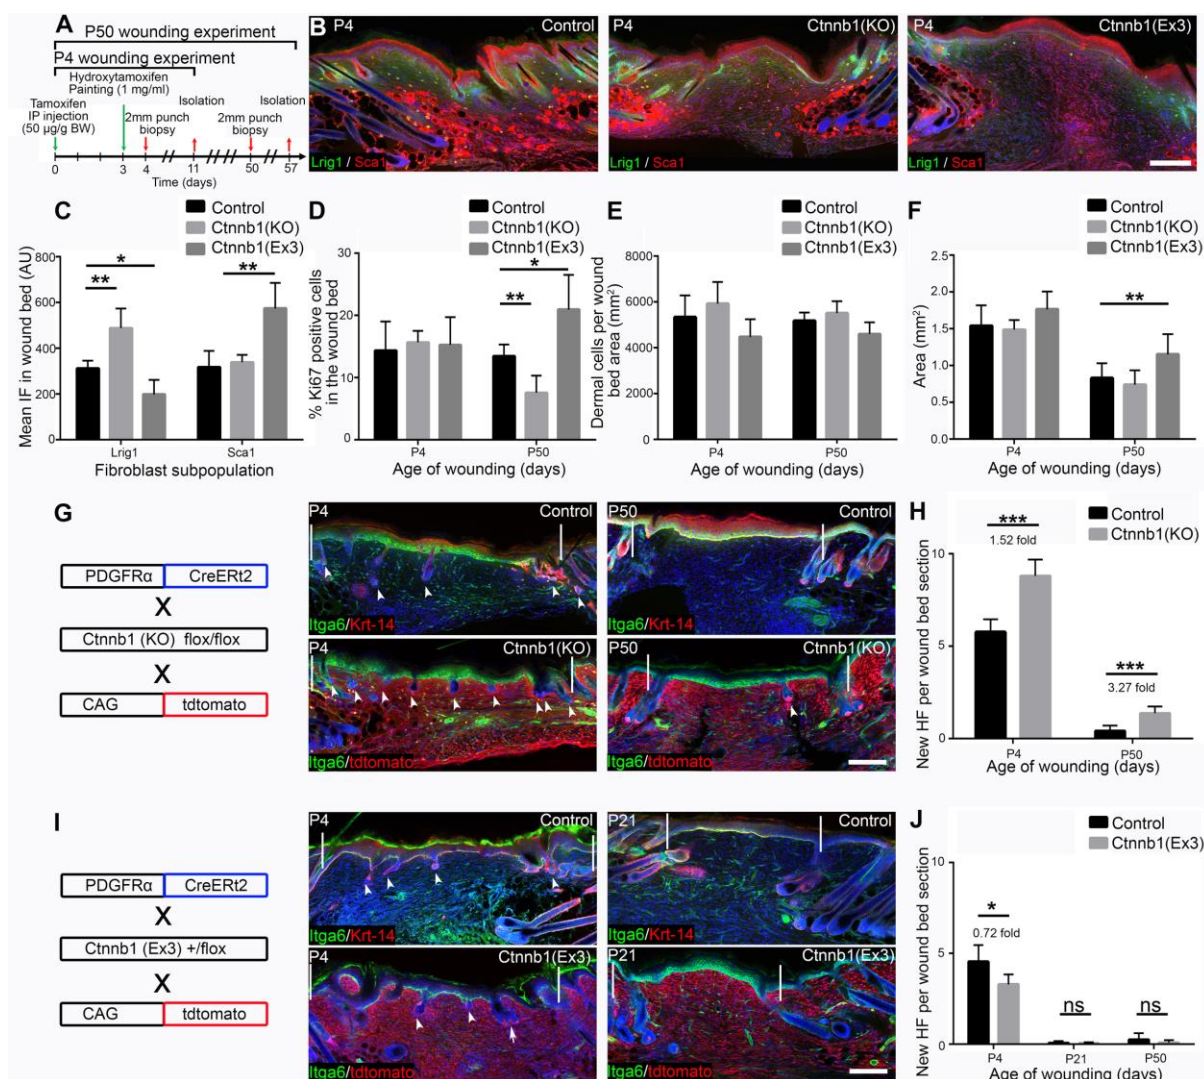 A
P50 wounding experiment
P4 wounding experiment
Hydroxytamoxifen
Painting (1 mg/ml)
Tamoxifen
IP injection
(50 µg/g BW)
Isolation
Isolation
2mm punch
biopsy
2mm punch
biopsy
0 3 4 11 50 57
Time (days)
B
P4 Control
Lrig1 / Sca1
P4 Ctnnb1(KO)
Lrig1 / Sca1
P4 Ctnnb1(Ex3)
Lrig1 / Sca1
C
Control
Ctnnb1(KO)
Ctnnb1(Ex3)
Mean IF in wound bed (AU)
800
600
400
200
0
*
**
**
Lrig1 Sca1
Fibroblast subpopulation
D
Control
Ctnnb1(KO)
Ctnnb1(Ex3)
% Ki67 positive cells
in the wound bed
30
20
10
0
*
**
P4 P50
Age of wounding (days)
E
Control
Ctnnb1(KO)
Ctnnb1(Ex3)
Dermal cells per wound
bed area (mm²)
8000
6000
4000
2000
0
P4 P50
Age of wounding (days)
F
Control
Ctnnb1(KO)
Ctnnb1(Ex3)
Area (mm²)
2.5
2.0
1.5
1.0
0.5
0.0
**
P4 P50
Age of wounding (days)
G
PDGFRα CreERt2
X
Ctnnb1 (KO) flox/flox
X
CAG tdtomato
P4 Control
Itga6/Krt-14
P50 Control
Itga6/Krt-14
P4 Ctnnb1(KO)
Itga6/tdtomato
P50 Ctnnb1(KO)
Itga6/tdtomato
H
Control
Ctnnb1(KO)
New HF per wound bed section
10
5
0
***
1.52 fold
***
3.27 fold
P4 P50
Age of wounding (days)
I
PDGFRα CreERt2
X
Ctnnb1 (Ex3) +/flox
X
CAG tdtomato
P4 Control
Itga6/Krt-14
P21 Control
Itga6/Krt-14
P4 Ctnnb1(Ex3)
Itga6/tdtomato
P21 Ctnnb1(Ex3)
Itga6/tdtomato
J
Control
Ctnnb1(Ex3)
New HF per wound bed section
10
5
0
*
0.72 fold
ns
ns
P4 P21 P50
Age of wounding (days)